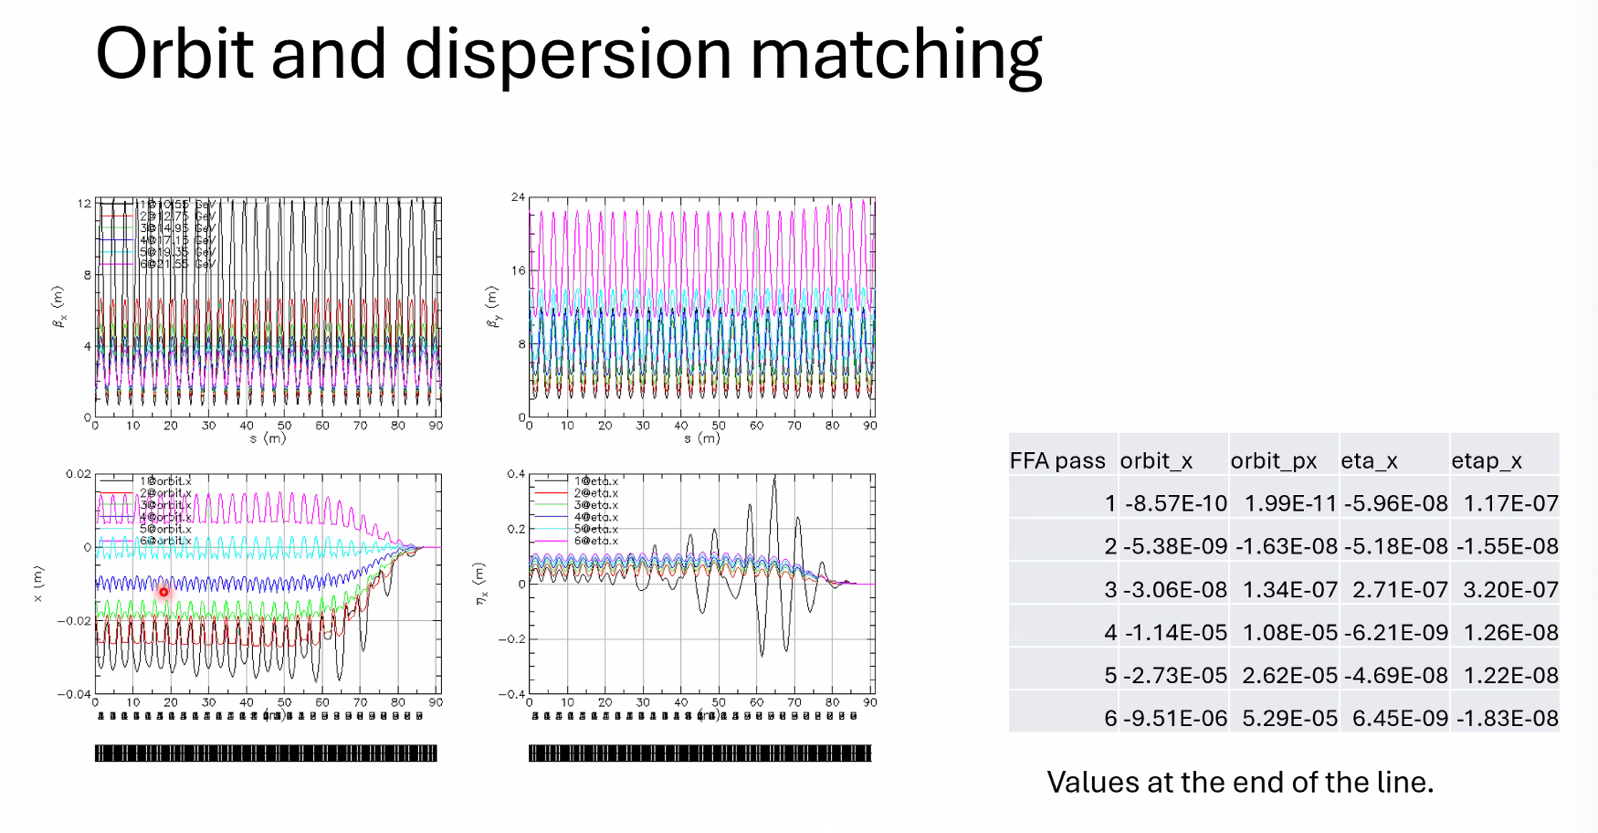 Orbit and dispersion matching
12
8
4
0
βx (m)
1@10.55 GeV
2@12.75 GeV
3@14.95 GeV
4@17.15 GeV
5@19.35 GeV
6@21.55 GeV
0 10 20 30 40 50 60 70 80 90
s (m)
24
16
8
0
βy (m)
0 10 20 30 40 50 60 70 80 90
s (m)
0.02
0
−0.02
−0.04
x (m)
1@orbit.x
2@orbit.x
3@orbit.x
4@orbit.x
5@orbit.x
6@orbit.x
0 10 20 30 40 50 60 70 80 90
0.4
0.2
0
−0.2
−0.4
ηx (m)
1@eta.x
2@eta.x
3@eta.x
4@eta.x
5@eta.x
6@eta.x
0 10 20 30 40 50 60 70 80 90
FFA pass orbit_x orbit_px eta_x etap_x
1 -8.57E-10 1.99E-11 -5.96E-08 1.17E-07
2 -5.38E-09 -1.63E-08 -5.18E-08 -1.55E-08
3 -3.06E-08 1.34E-07 2.71E-07 3.20E-07
4 -1.14E-05 1.08E-05 -6.21E-09 1.26E-08
5 -2.73E-05 2.62E-05 -4.69E-08 1.22E-08
6 -9.51E-06 5.29E-05 6.45E-09 -1.83E-08
Values at the end of the line.